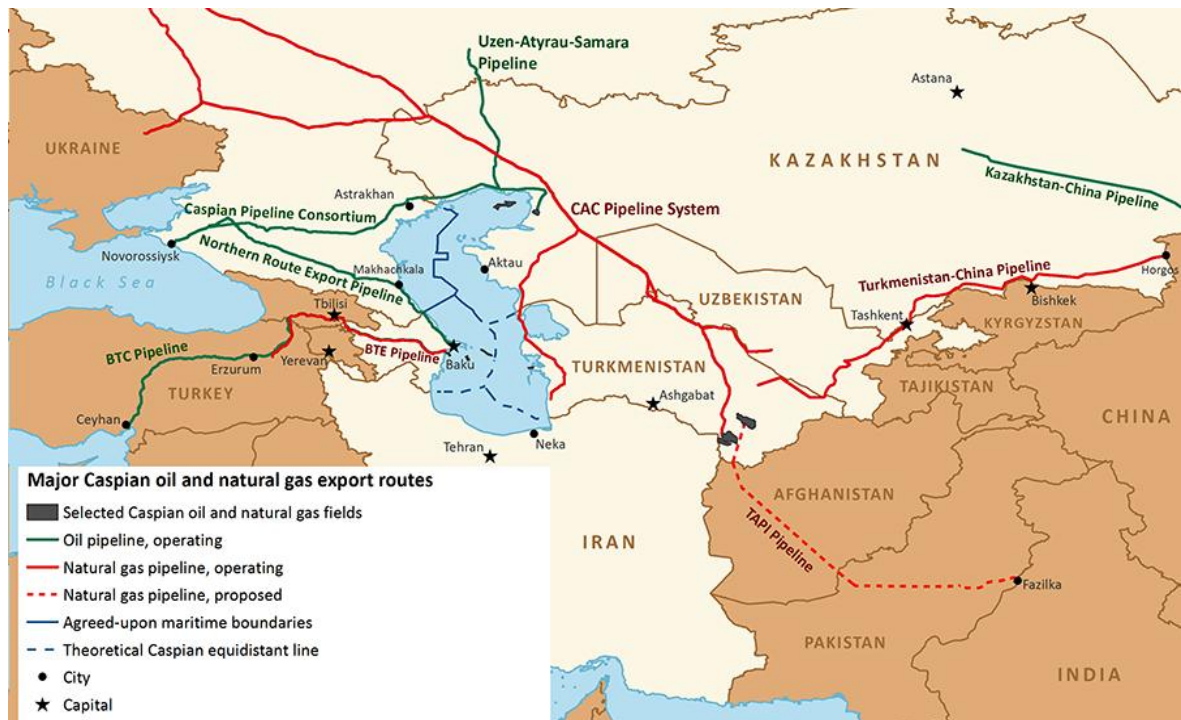 Uzen-Atyrau-Samara
Pipeline
Astana
UKRAINE
KAZAKHSTAN
Kazakhstan-China Pipeline
Astrakhan
Caspian Pipeline Consortium
CAC Pipeline System
Novorossiysk
Northern Route Export Pipeline
Makhachkala
Aktau
Turkmenistan-China Pipeline
Horgos
Black Sea
UZBEKISTAN
Bishkek
Tbilisi
Tashkent
KYRGYZSTAN
BTC Pipeline
BTE Pipeline
Baku
Erzurum
Yerevan
TURKMENISTAN
TURKEY
Ashgabat
TAJIKISTAN
CHINA
Ceyhan
Tehran
Neka
Major Caspian oil and natural gas export routes
Selected Caspian oil and natural gas fields
Oil pipeline, operating
Natural gas pipeline, operating
Natural gas pipeline, proposed
Agreed-upon maritime boundaries
Theoretical Caspian equidistant line
City
Capital
AFGHANISTAN
IRAN
TAPI Pipeline
Fazilka
PAKISTAN
INDIA